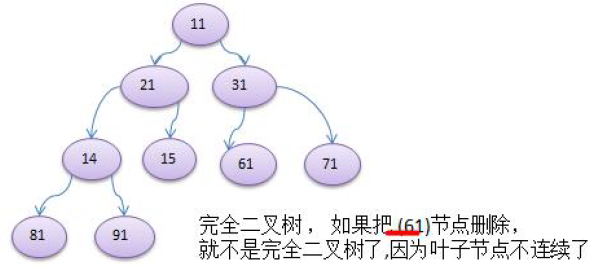 11
21 31
14 15 61 71
81 91
完全二叉树， 如果把 (61)节点删除，
就不是完全二叉树了,因为叶子节点不连续了